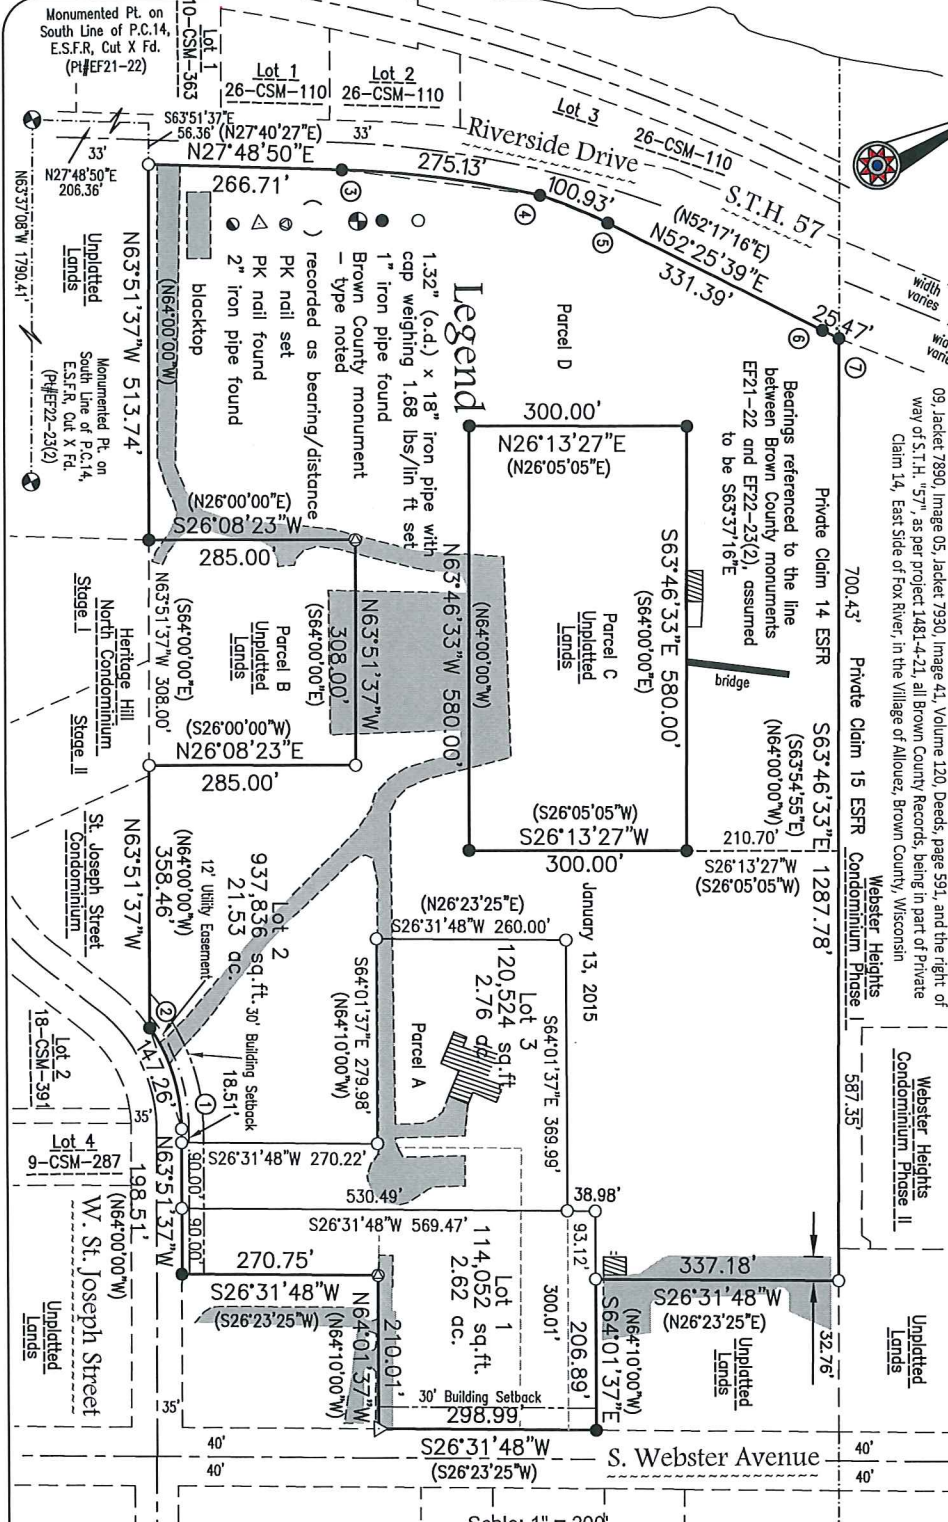 Monumented Pt. on
South Line of P.C.14,
E.S.F.R, Cut X Fd.
(Pt#EF21-22)
Lot 1
10-CSM-363
Lot 1
26-CSM-110
Lot 2
26-CSM-110
Lot 3
26-CSM-110
Riverside Drive
S.T.H. 57
width
varies
09, Jacket 7890, Image 05, Jacket 7930, Image 41, Volume 120, Deeds, page 591, and the right of
way of S.T.H. "57", as per project 1481-4-21, all Brown County Records, being in part of Private
Claim 14, East Side of Fox River, in the Village of Allouez, Brown County, Wisconsin
S63°51'37"E
56.36'
(N27°40'27"E)
33'
N27°48'50"E
266.71'
33'
N27°48'50"E
206.36'
N63°37'08"W 1790.41'
Unplatted
Lands
Monumented Pt. on
South Line of P.C.14,
E.S.F.R, Cut X Fd.
(Pt#EF22-23(2)
3
275.13'
4
100.93'
5
(N52°17'16"E)
N52°25'39"E
331.39'
25.47'
6
7
N63°51'37"W 513.74'
(N64°00'00"W)
Legend
1.32" (o.d.) x 18" iron pipe with
cap weighing 1.68 lbs/lin ft set
1" iron pipe found
Brown County monument
- type noted
( ) recorded as bearing/distance
PK nail set
PK nail found
2" iron pipe found
blacktop
Parcel D
Bearings referenced to the line
between Brown County monuments
EF21-22 and EF22-23(2), assumed
to be S63°37'16"E
Private Claim 14 ESFR
700.43'
Private Claim 15 ESFR
300.00'
N26°13'27"E
(N26°05'05"E)
S63°46'33"E 580.00'
(S64°00'00"E)
Parcel C
Unplatted
Lands
bridge
N63°46'33"W 580.00'
(N64°00'00"W)
(S26°05'05"W)
S26°13'27"W
300.00'
210.70'
S26°13'27"W
(S26°05'05"W)
S63°46'33"E 1287.78'
(S63°54'55"E)
(N64°00'00"W)
Webster Heights
Condominium Phase I
587.35'
Webster Heights
Condominium Phase II
(N26°00'00"E)
S26°08'23"W
285.00'
N63°51'37"W
308.00'
(S64°00'00"E)
Parcel B
Unplatted
Lands
(S64°00'00"E)
N63°51'37"W 308.00'
(S26°00'00"W)
N26°08'23"E
285.00'
Heritage Hill
North Condominium
Stage I
Stage II
St. Joseph Street
Condominium
N63°51'37"W
358.46'
(N64°00'00"W)
12' Utility Easement
Lot 2
937,836 sq.ft.
21.53 ac.
30' Building Setback
18.51'
January 13, 2015
(N26°23'25"E)
S26°31'48"W 260.00'
Lot 3
120,524 sq.ft
2.76 ac.
S64°01'37"E 369.99'
S64°01'37"E 279.98'
(N64°10'00"W)
Parcel A
2
147.26'
1
Lot 2
18-CSM-391
35'
Lot 4
9-CSM-287
S26°31'48"W 270.22'
90.00'
90.00'
530.49'
S26°31'48"W 569.47'
38.98'
93.12'
N63°51'37"W
198.51'
(N64°00'00"W)
W. St. Joseph Street
Unplatted
Lands
35'
270.75'
S26°31'48"W
(S26°23'25"W)
Lot 1
114,052 sq.ft.
2.62 ac.
300.01'
206.89'
S64°01'37"E
(N64°10'00"W)
210.01'
N64°01'37"W
(N64°10'00"W)
30' Building Setback
298.99'
S26°31'48"W
(S26°23'25"W)
337.18'
S26°31'48"W
(N26°23'25"E)
32.76'
Unplatted
Lands
Unplatted
Lands
S. Webster Avenue
40'
40'
40'
40'
Scale: 1" = 200'